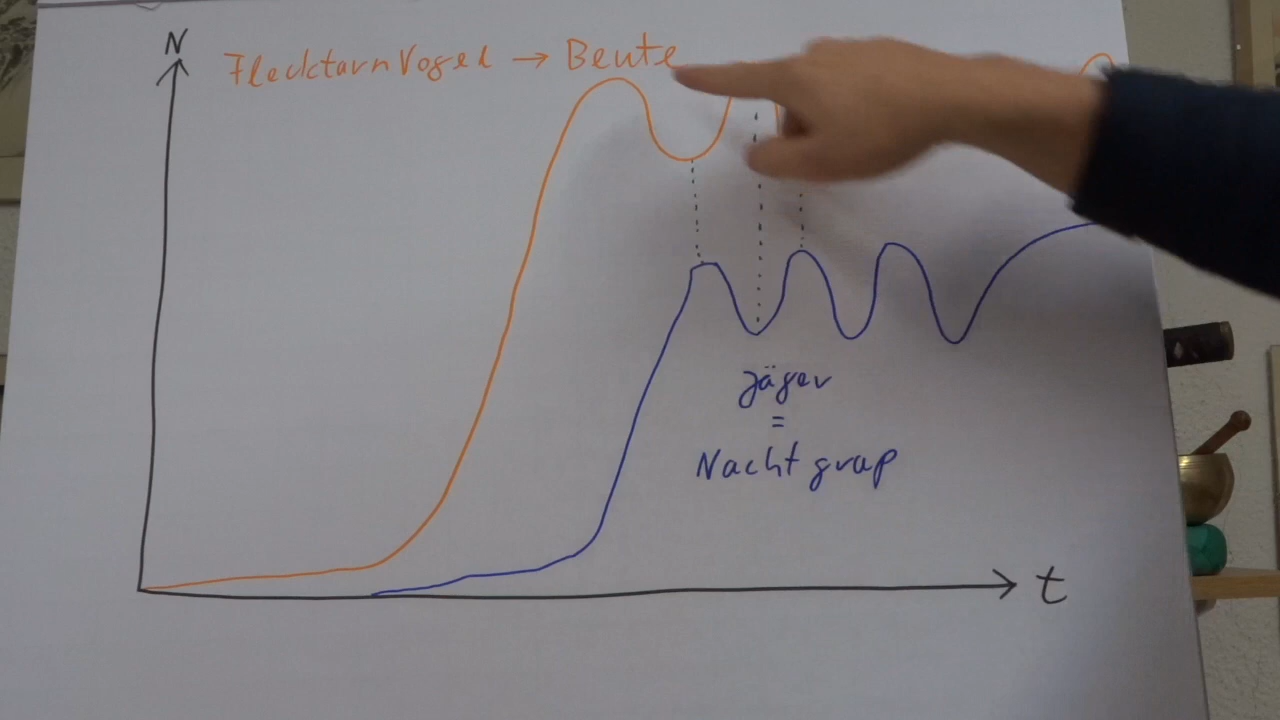 N
Flecktarnvogel → Beute
Jäger
=
Nachtgrap
t